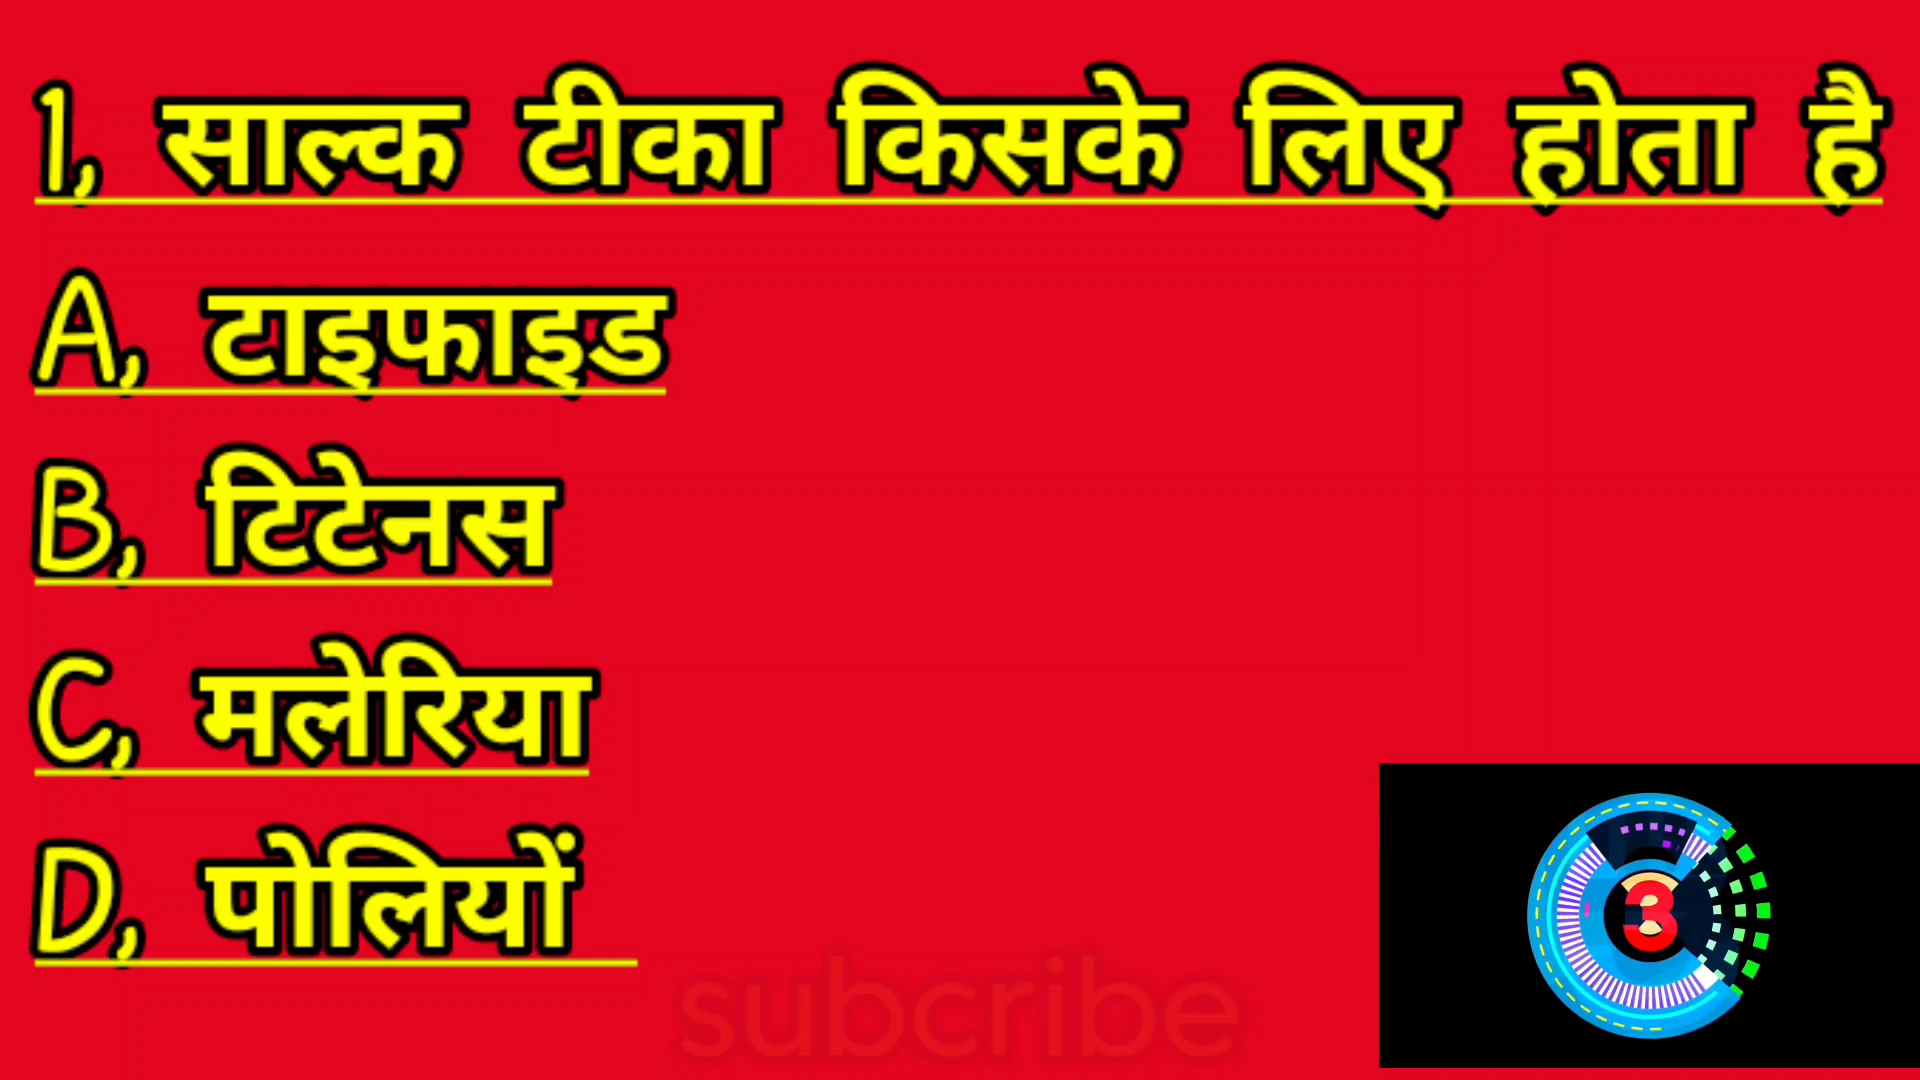 1, साल्क टीका किसके लिए होता है
A, टाइफाइड
B, टिटेनस
C, मलेरिया
D, पोलियों
subcribe
3